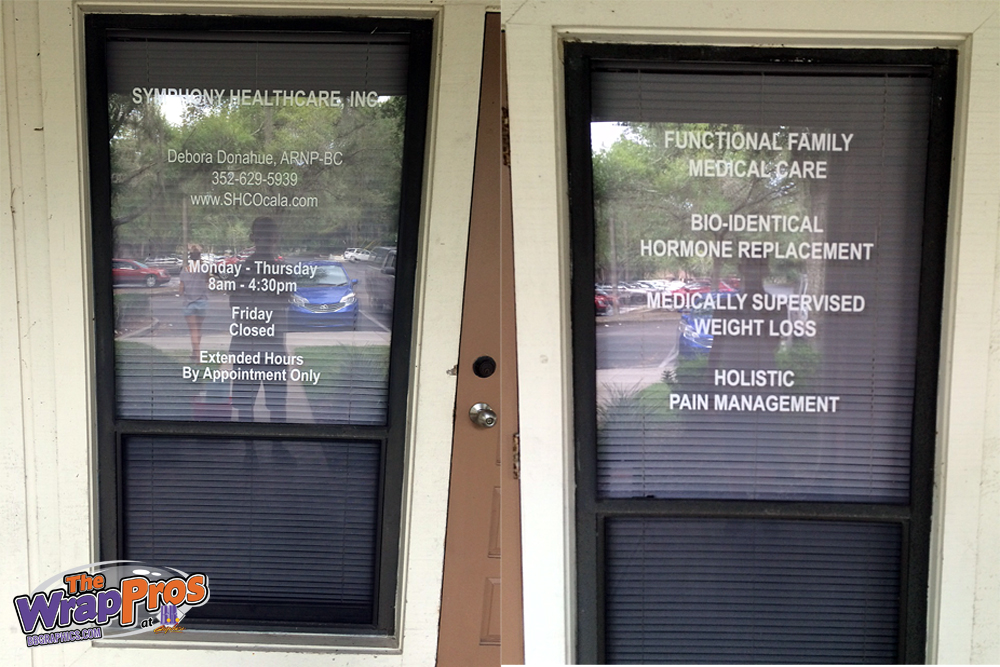 SYMPHONY HEALTHCARE, INC.
Debora Donahue, ARNP-BC
352-629-5939
www.SHCOcala.com
Monday - Thursday
8am - 4:30pm
Friday
Closed
Extended Hours
By Appointment Only
FUNCTIONAL FAMILY
MEDICAL CARE
BIO-IDENTICAL
HORMONE REPLACEMENT
MEDICALLY SUPERVISED
WEIGHT LOSS
HOLISTIC
PAIN MANAGEMENT
The
WrapPros
at